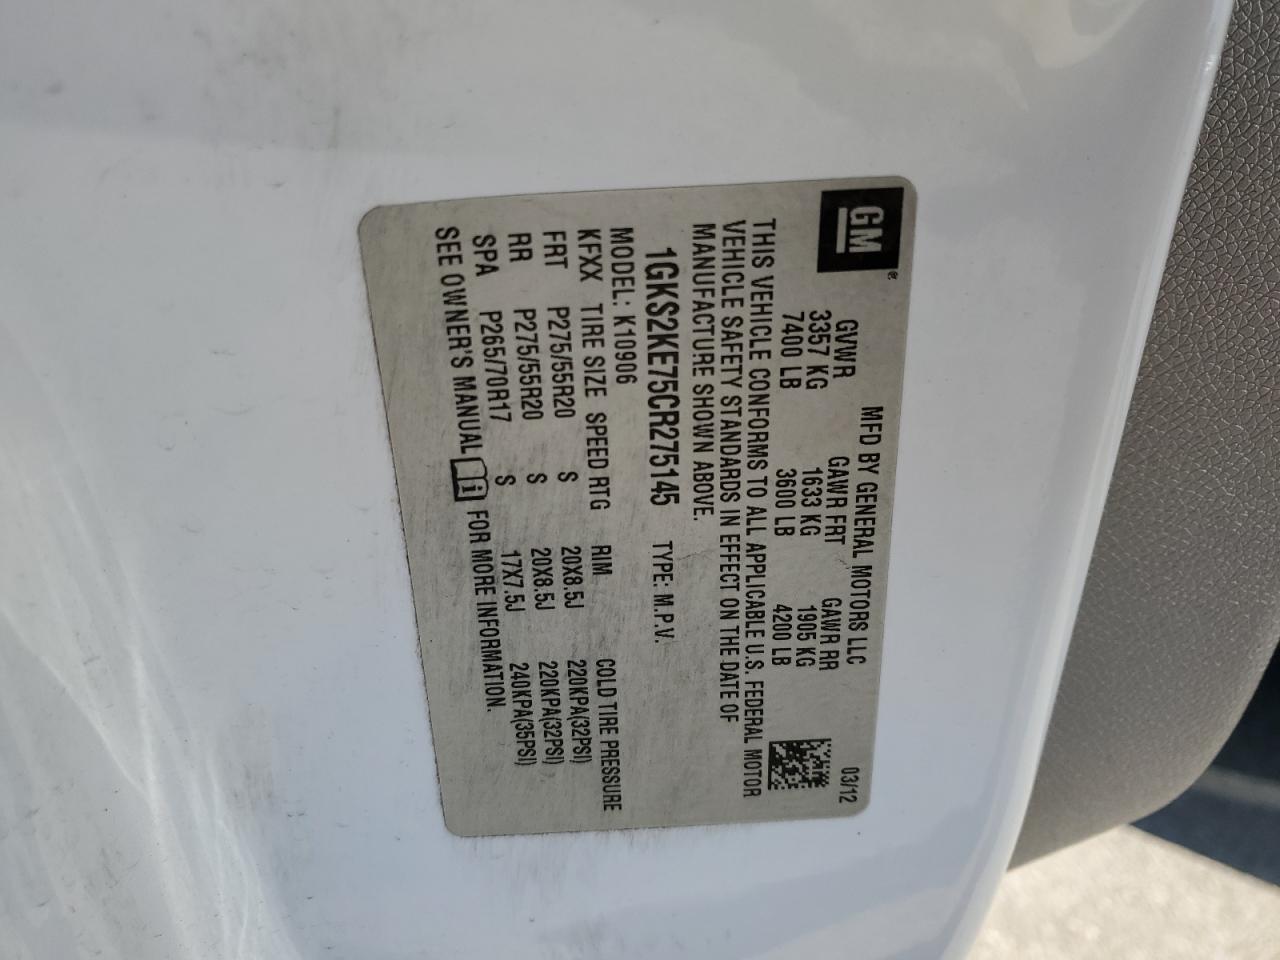 GM®
MFD BY GENERAL MOTORS LLC 03/12
GVWR GAWR FRT GAWR RR
3357 KG 1633 KG 1905 KG
7400 LB 3600 LB 4200 LB
THIS VEHICLE CONFORMS TO ALL APPLICABLE U.S. FEDERAL MOTOR
VEHICLE SAFETY STANDARDS IN EFFECT ON THE DATE OF
MANUFACTURE SHOWN ABOVE.
1GKS2KE75CR275145 TYPE: M.P.V.
MODEL: K10906
KFXX TIRE SIZE SPEED RTG RIM COLD TIRE PRESSURE
FRT P275/55R20 S 20X8.5J 220KPA(32PSI)
RR P275/55R20 S 20X8.5J 220KPA(32PSI)
SPA P265/70R17 S 17X7.5J 240KPA(35PSI)
SEE OWNER'S MANUAL i FOR MORE INFORMATION.